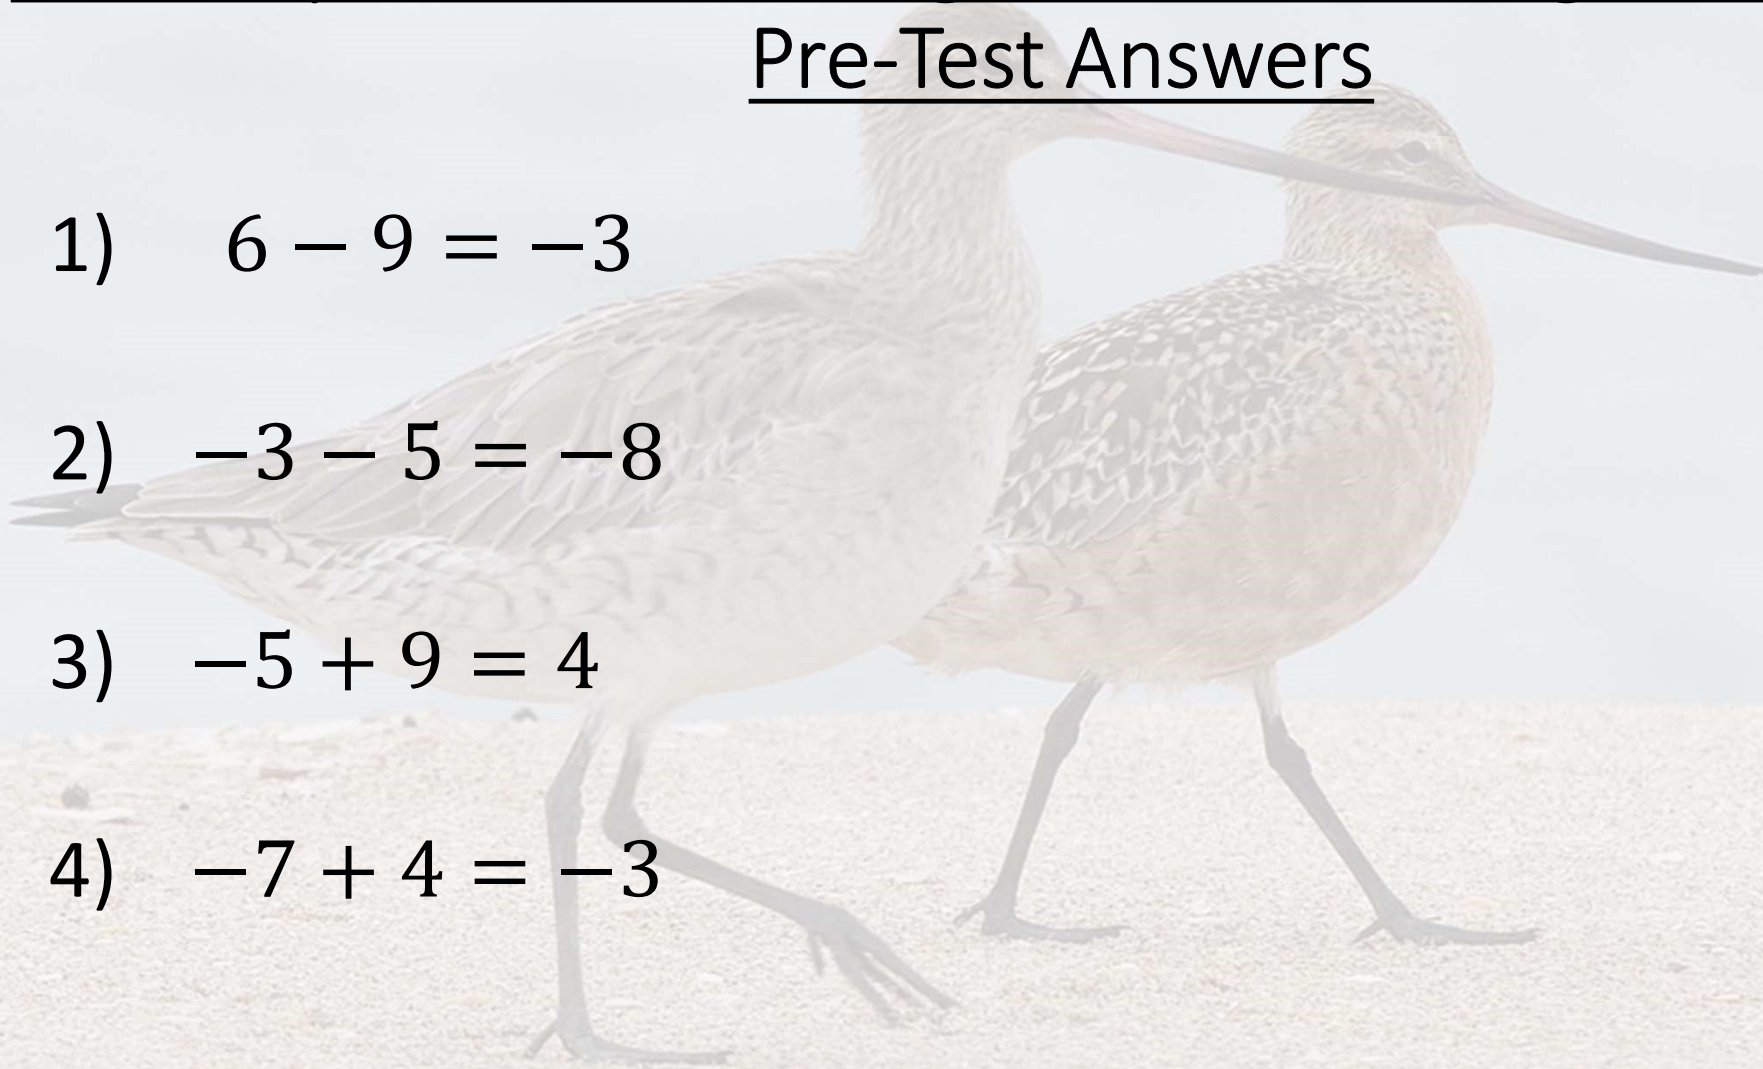 Pre-Test Answers
1) 6 − 9 = −3
2) −3 − 5 = −8
3) −5 + 9 = 4
4) −7 + 4 = −3